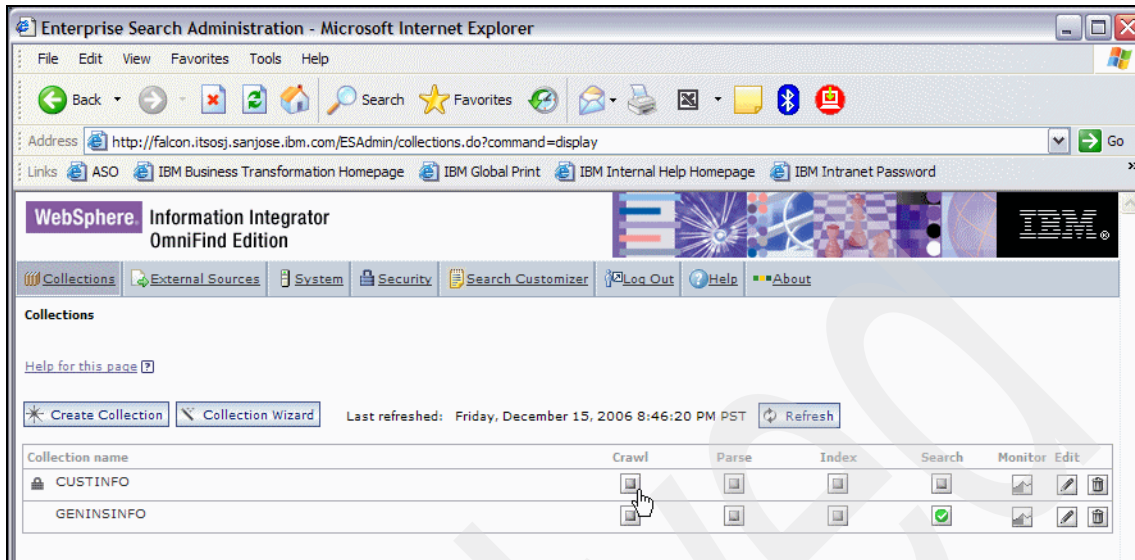 Enterprise Search Administration - Microsoft Internet Explorer
File Edit View Favorites Tools Help
Back Search Favorites
Address http://falcon.itsosj.sanjose.ibm.com/ESAdmin/collections.do?command=display Go
Links ASO IBM Business Transformation Homepage IBM Global Print IBM Internal Help Homepage IBM Intranet Password »
WebSphere. Information Integrator
OmniFind Edition
IBM®
Collections External Sources System Security Search Customizer Log Out Help About
Collections
Help for this page ?
Create Collection Collection Wizard Last refreshed: Friday, December 15, 2006 8:46:20 PM PST Refresh
Collection name Crawl Parse Index Search Monitor Edit
CUSTINFO
GENINSINFO